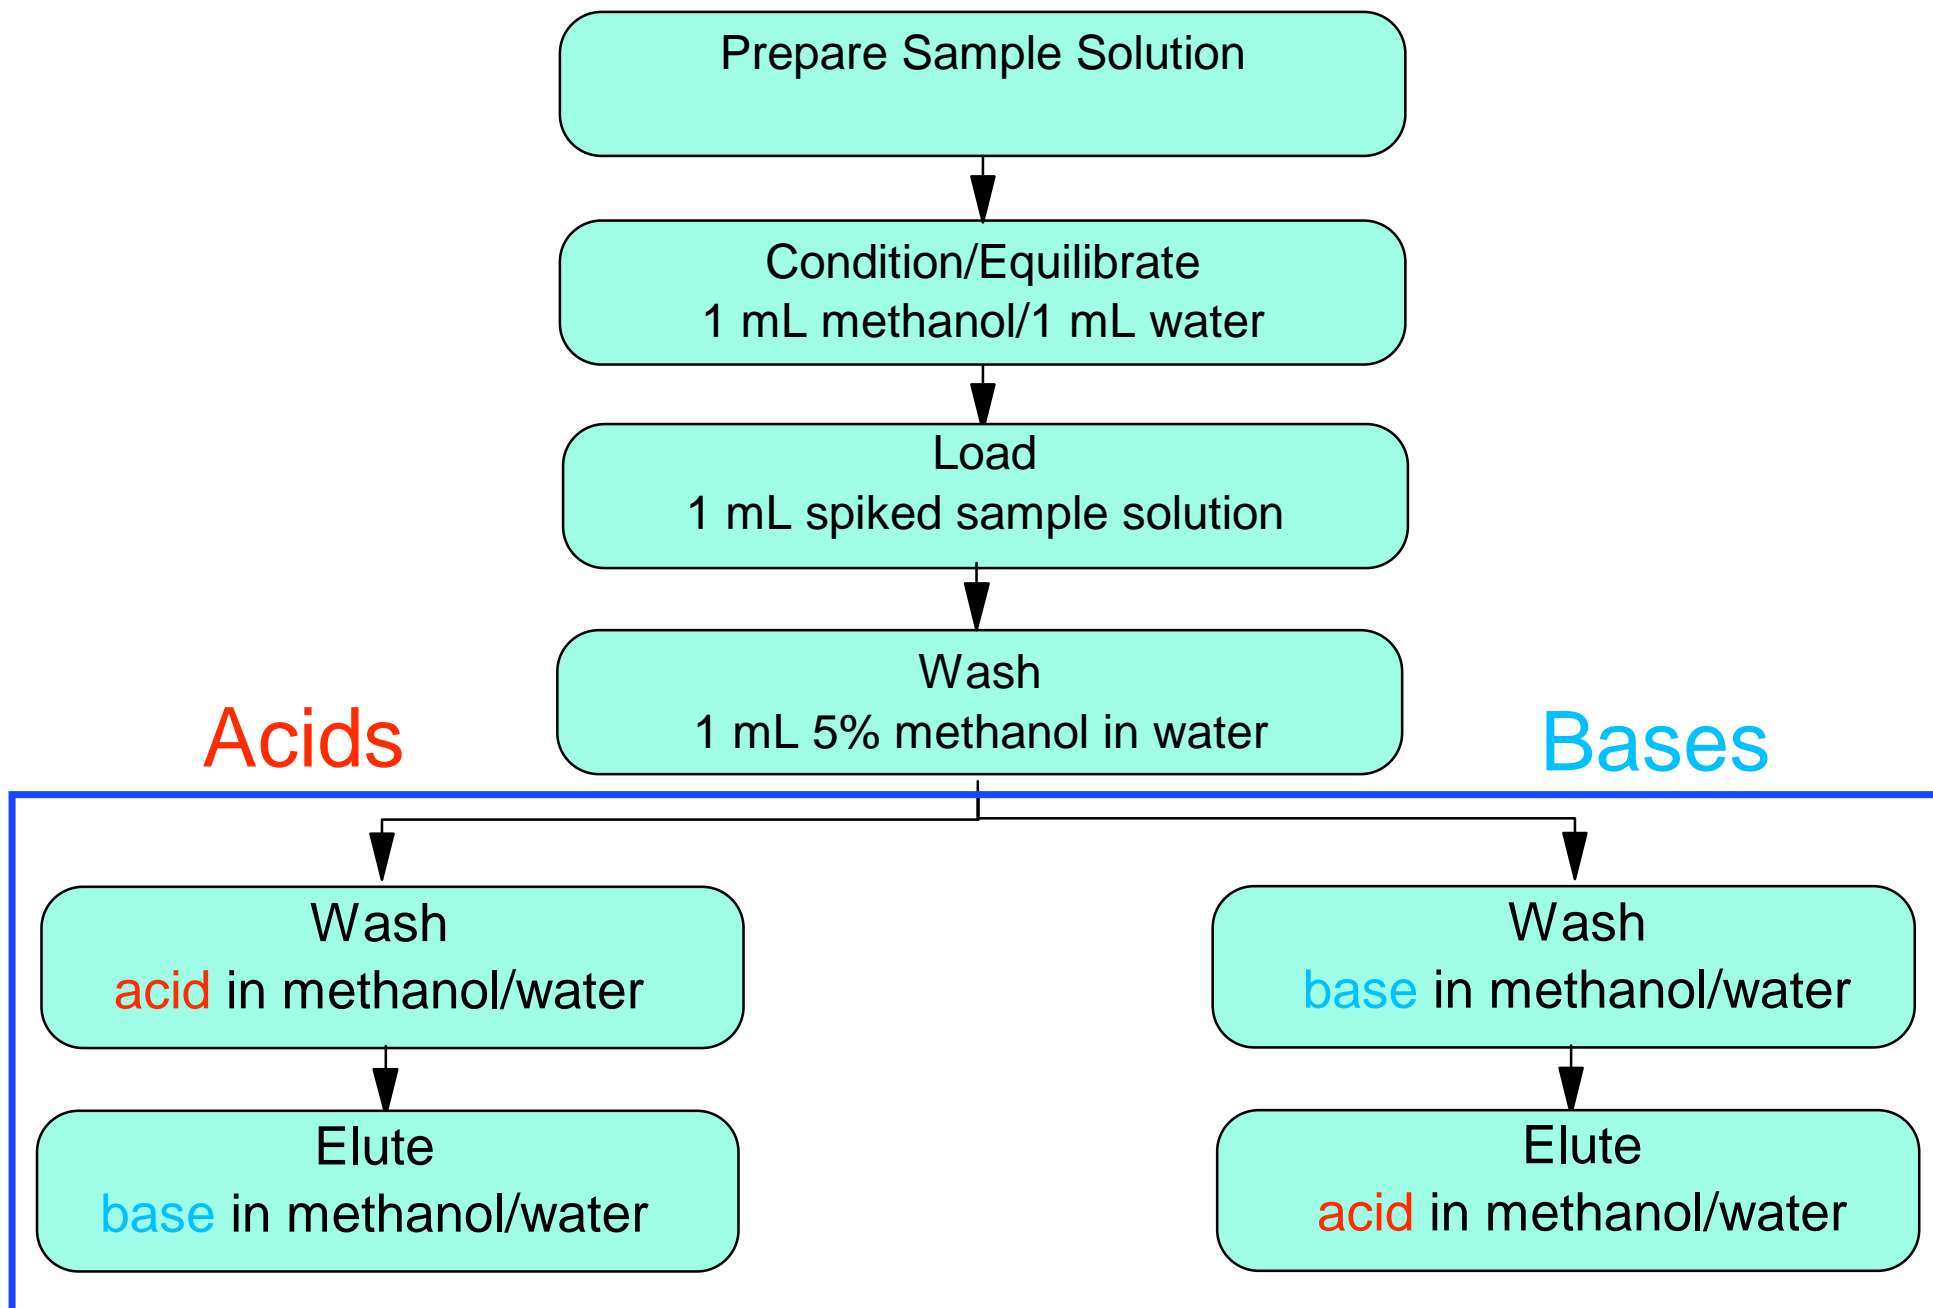 Prepare Sample Solution
Condition/Equilibrate
1 mL methanol/1 mL water
Load
1 mL spiked sample solution
Wash
1 mL 5% methanol in water
Acids
Bases
Wash
acid in methanol/water
Elute
base in methanol/water
Wash
base in methanol/water
Elute
acid in methanol/water